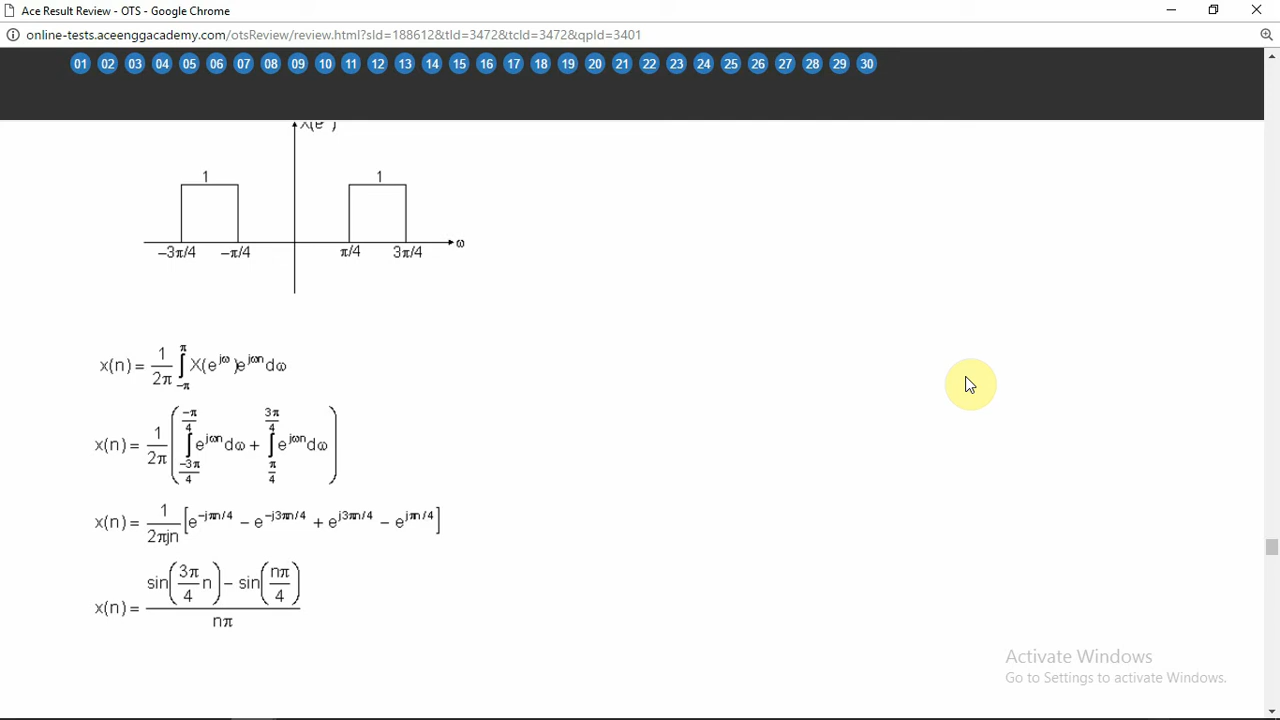 Ace Result Review - OTS - Google Chrome
online-tests.aceenggacademy.com/otsReview/review.html?sId=188612&tId=3472&tcId=3472&qpId=3401
01 02 03 04 05 06 07 08 09 10 11 12 13 14 15 16 17 18 19 20 21 22 23 24 25 26 27 28 29 30
1 1
−3π/4 −π/4 π/4 3π/4 ω
x(n) = 1/2π ∫_{−π}^{π} X(e^{jω})e^{jωn}dω
x(n) = 1/2π (∫_{−3π/4}^{−π/4} e^{jωn}dω + ∫_{π/4}^{3π/4} e^{jωn}dω)
x(n) = 1/2πjn [e^{−jπn/4} − e^{−j3πn/4} + e^{j3πn/4} − e^{jπn/4}]
x(n) = (sin(3π/4 n) − sin(nπ/4))/nπ
Activate Windows
Go to Settings to activate Windows.